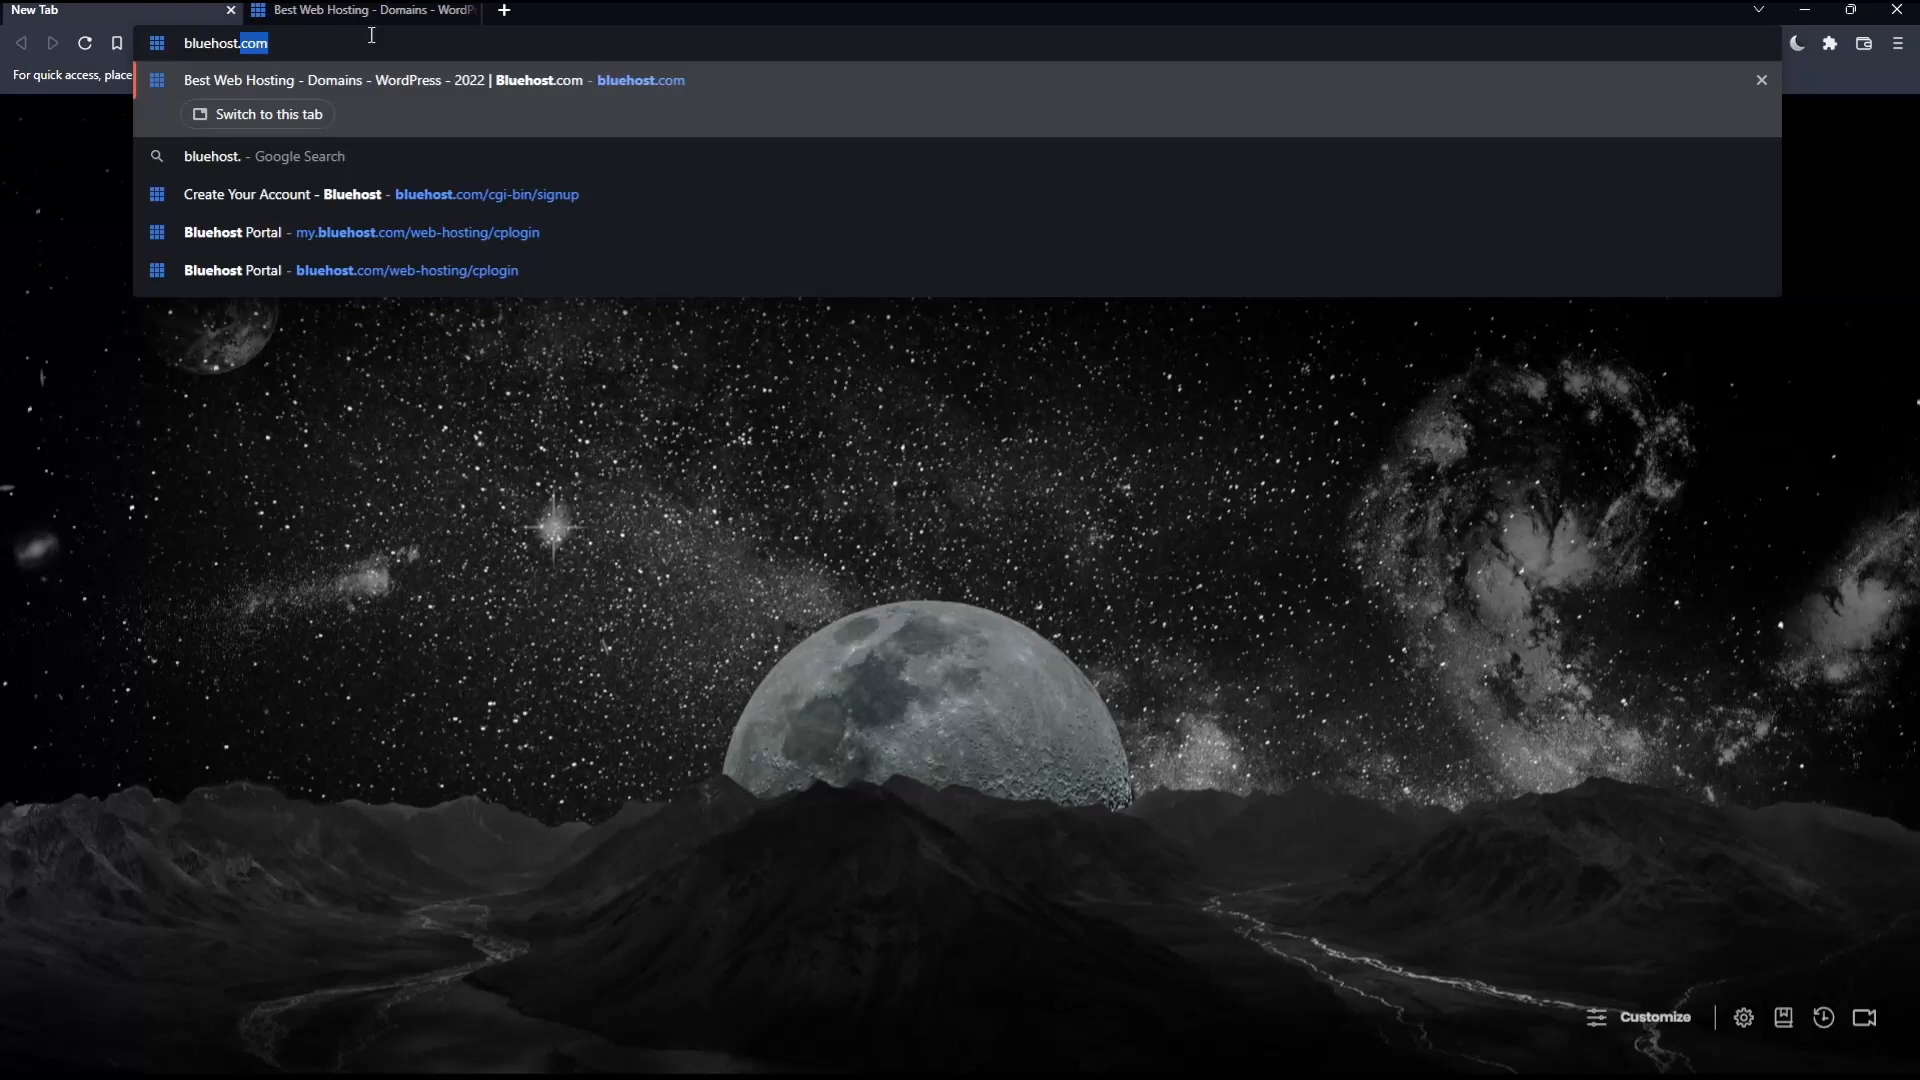 New Tab
Best Web Hosting - Domains - WordP
bluehost.com
For quick access, place
Best Web Hosting - Domains - WordPress - 2022 | Bluehost.com - bluehost.com
Switch to this tab
bluehost. - Google Search
Create Your Account - Bluehost - bluehost.com/cgi-bin/signup
Bluehost Portal - my.bluehost.com/web-hosting/cplogin
Bluehost Portal - bluehost.com/web-hosting/cplogin
Customize